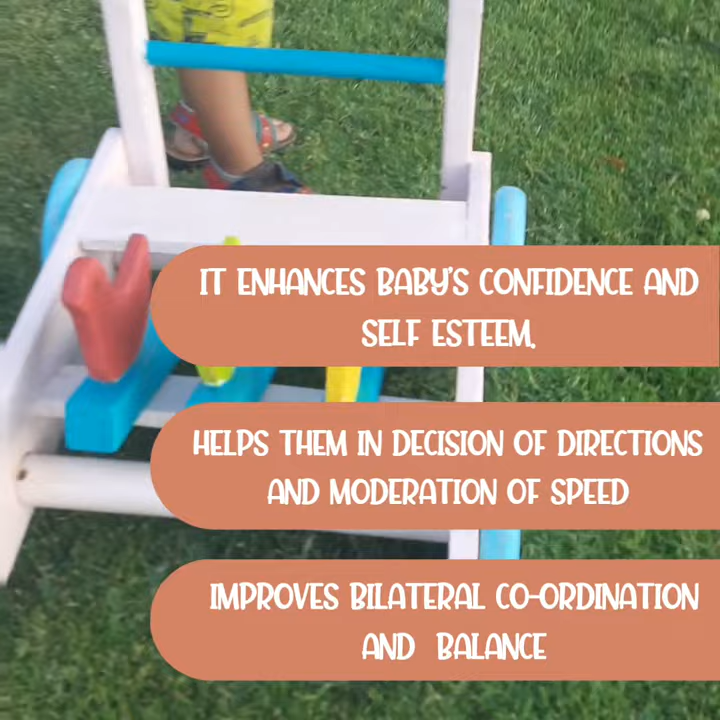 IT ENHANCES BABY'S CONFIDENCE AND
SELF ESTEEM.
HELPS THEM IN DECISION OF DIRECTIONS
AND MODERATION OF SPEED
IMPROVES BILATERAL CO-ORDINATION
AND BALANCE